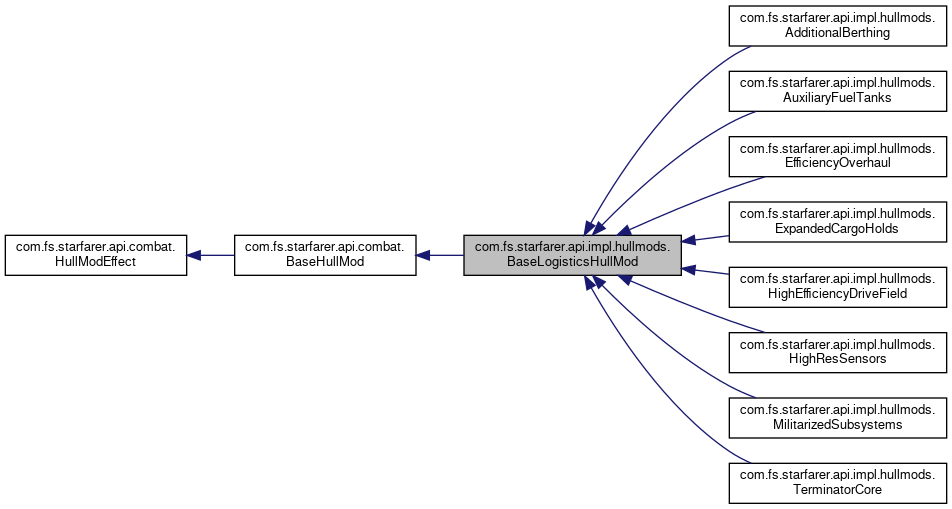 com.fs.starfarer.api.combat.
HullModEffect
com.fs.starfarer.api.combat.
BaseHullMod
com.fs.starfarer.api.impl.hullmods.
BaseLogisticsHullMod
com.fs.starfarer.api.impl.hullmods.
AdditionalBerthing
com.fs.starfarer.api.impl.hullmods.
AuxiliaryFuelTanks
com.fs.starfarer.api.impl.hullmods.
EfficiencyOverhaul
com.fs.starfarer.api.impl.hullmods.
ExpandedCargoHolds
com.fs.starfarer.api.impl.hullmods.
HighEfficiencyDriveField
com.fs.starfarer.api.impl.hullmods.
HighResSensors
com.fs.starfarer.api.impl.hullmods.
MilitarizedSubsystems
com.fs.starfarer.api.impl.hullmods.
TerminatorCore